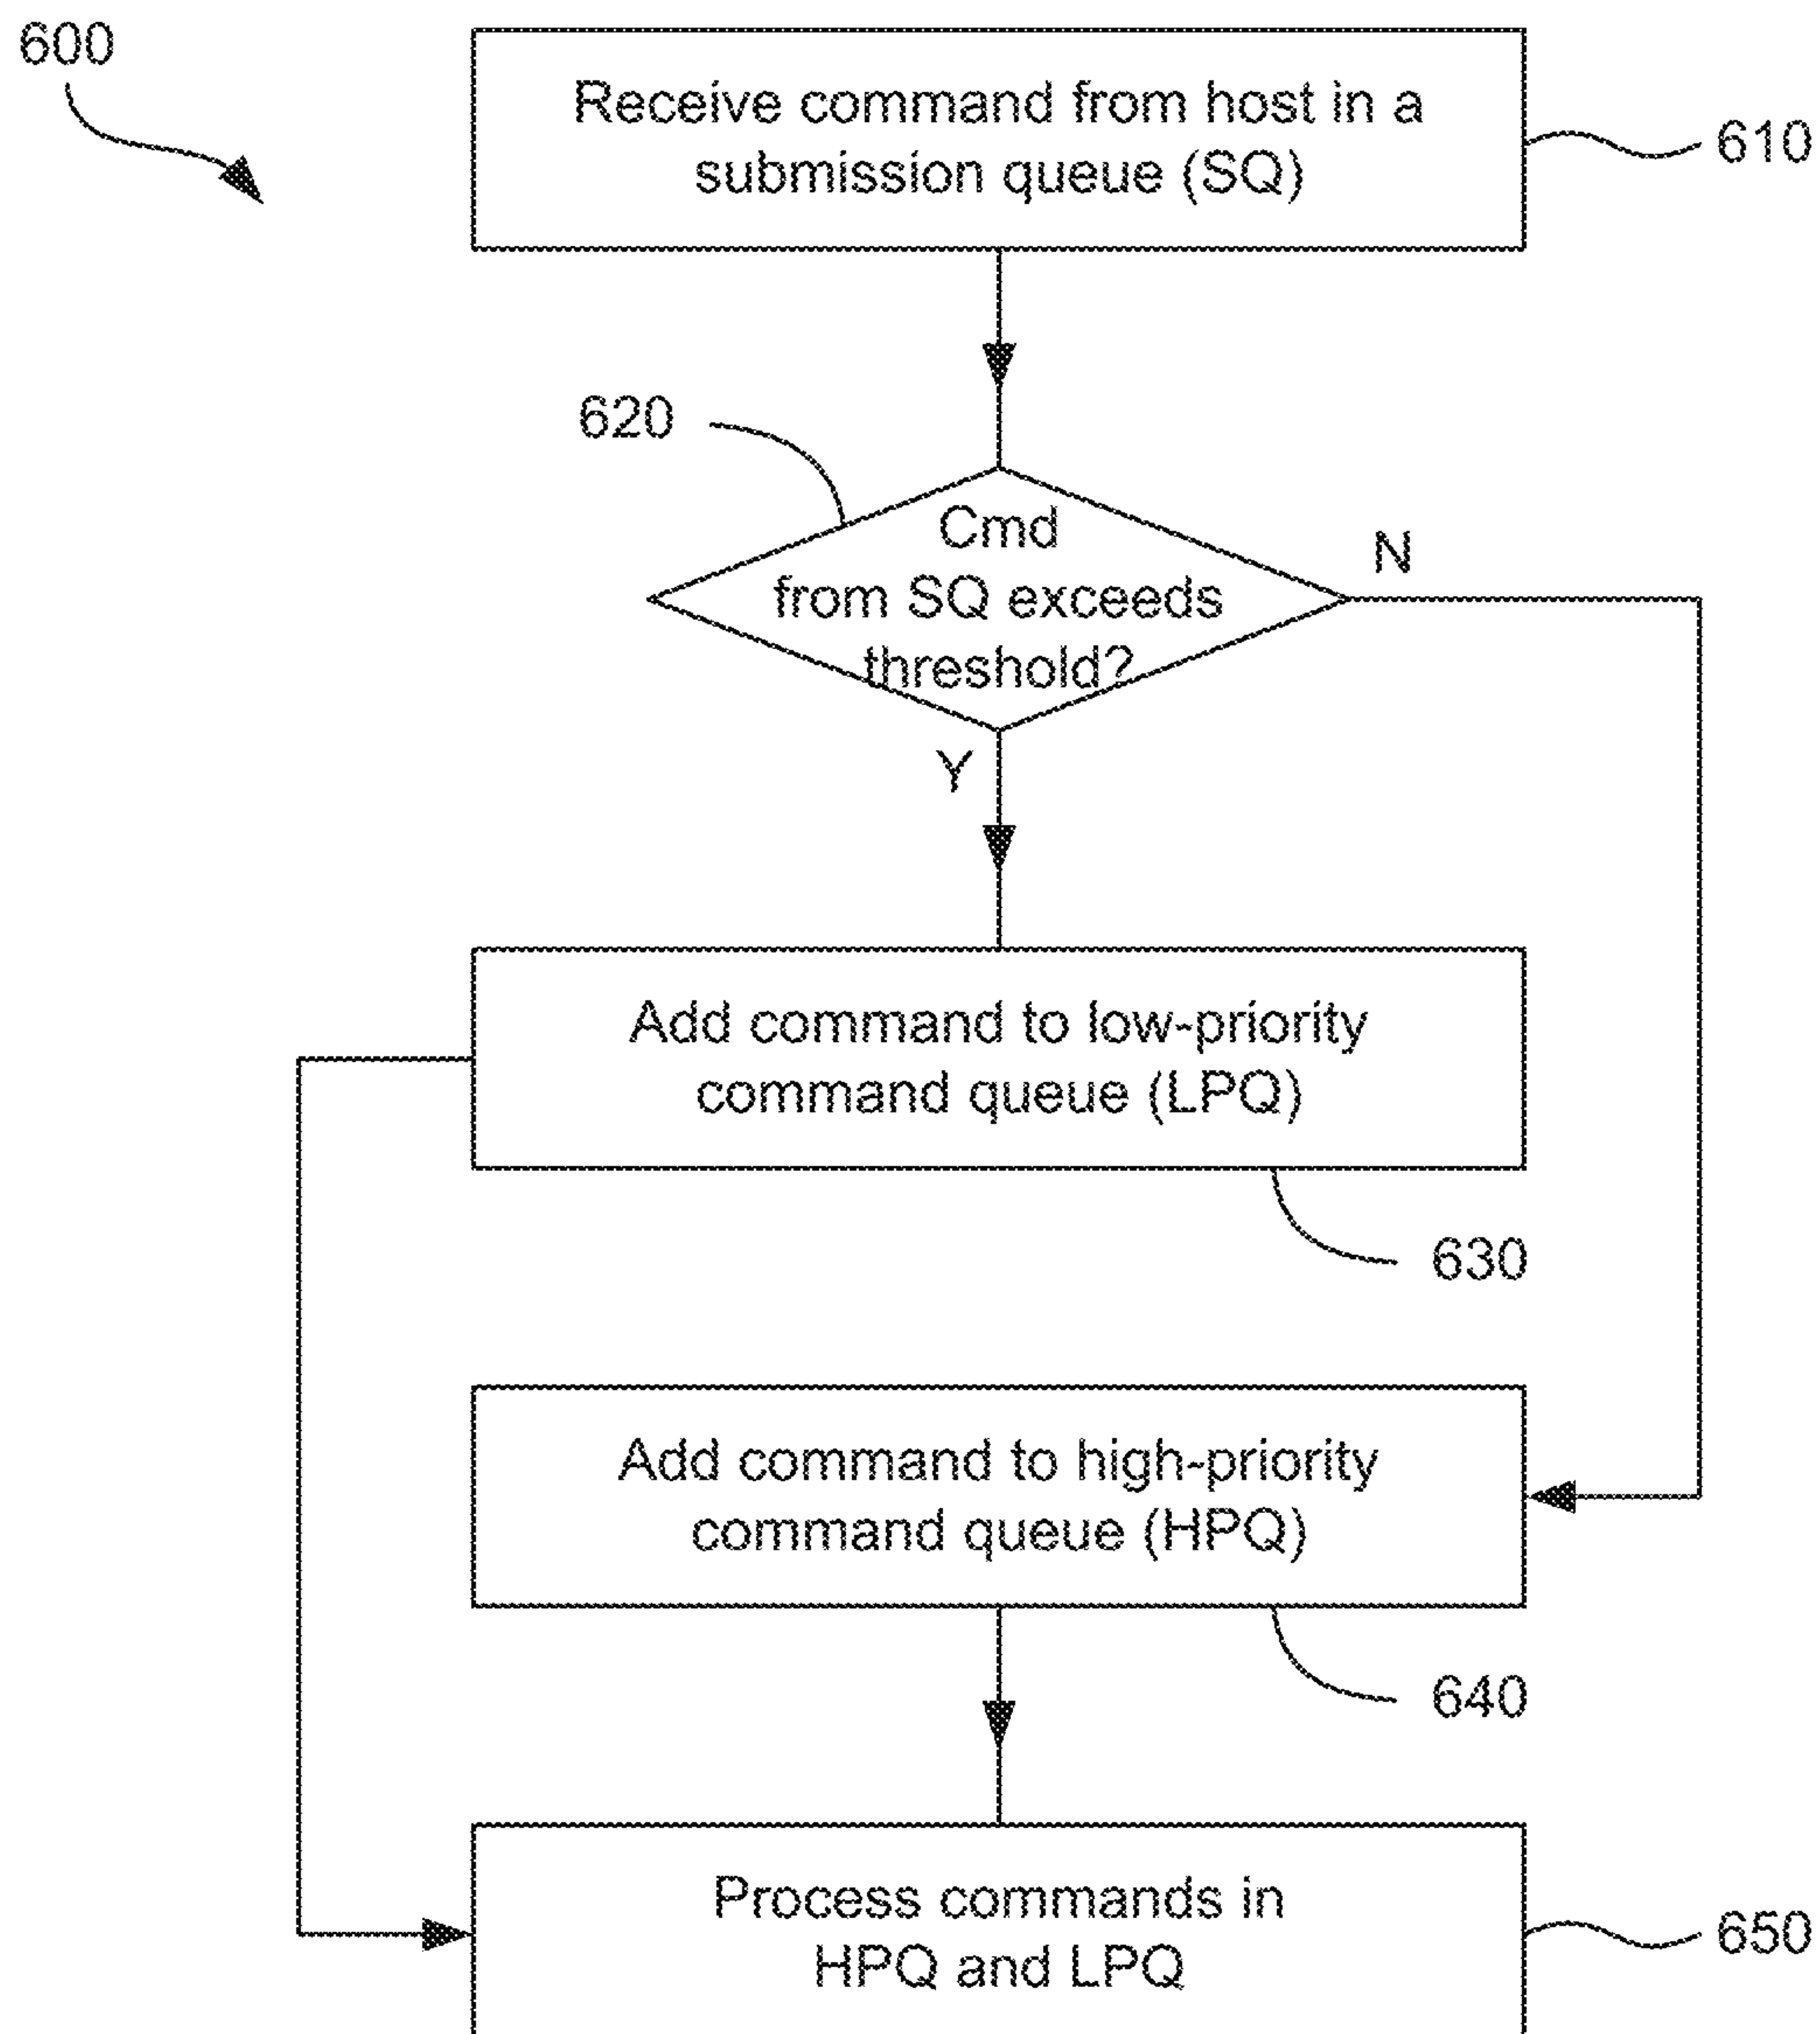 600
Receive command from host in a
submission queue (SQ)
610
620
Cmd
from SQ exceeds
threshold?
N
Y
Add command to low-priority
command queue (LPQ)
630
Add command to high-priority
command queue (HPQ)
640
Process commands in
HPQ and LPQ
650